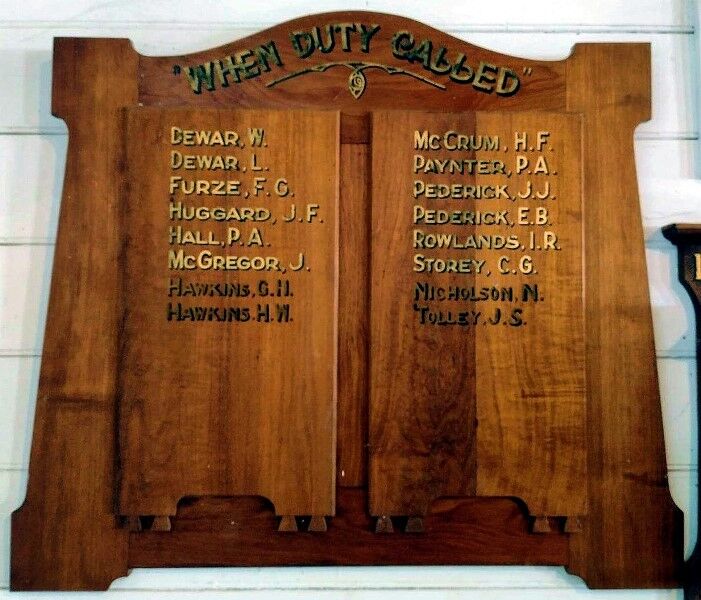 "WHEN DUTY CALLED"
DEWAR, W.
DEWAR, L.
FURZE, F. G.
HUGGARD, J. F.
HALL, P. A.
MCGREGOR, J.
HAWKINS, G. H.
HAWKINS. H. W.
MCCRUM, H. F.
PAYNTER, P. A.
PEDERICK, J. J.
PEDERICK, E. B.
ROWLANDS, I. R.
STOREY, C. G.
NICHOLSON, N.
TOLLEY, J. S.